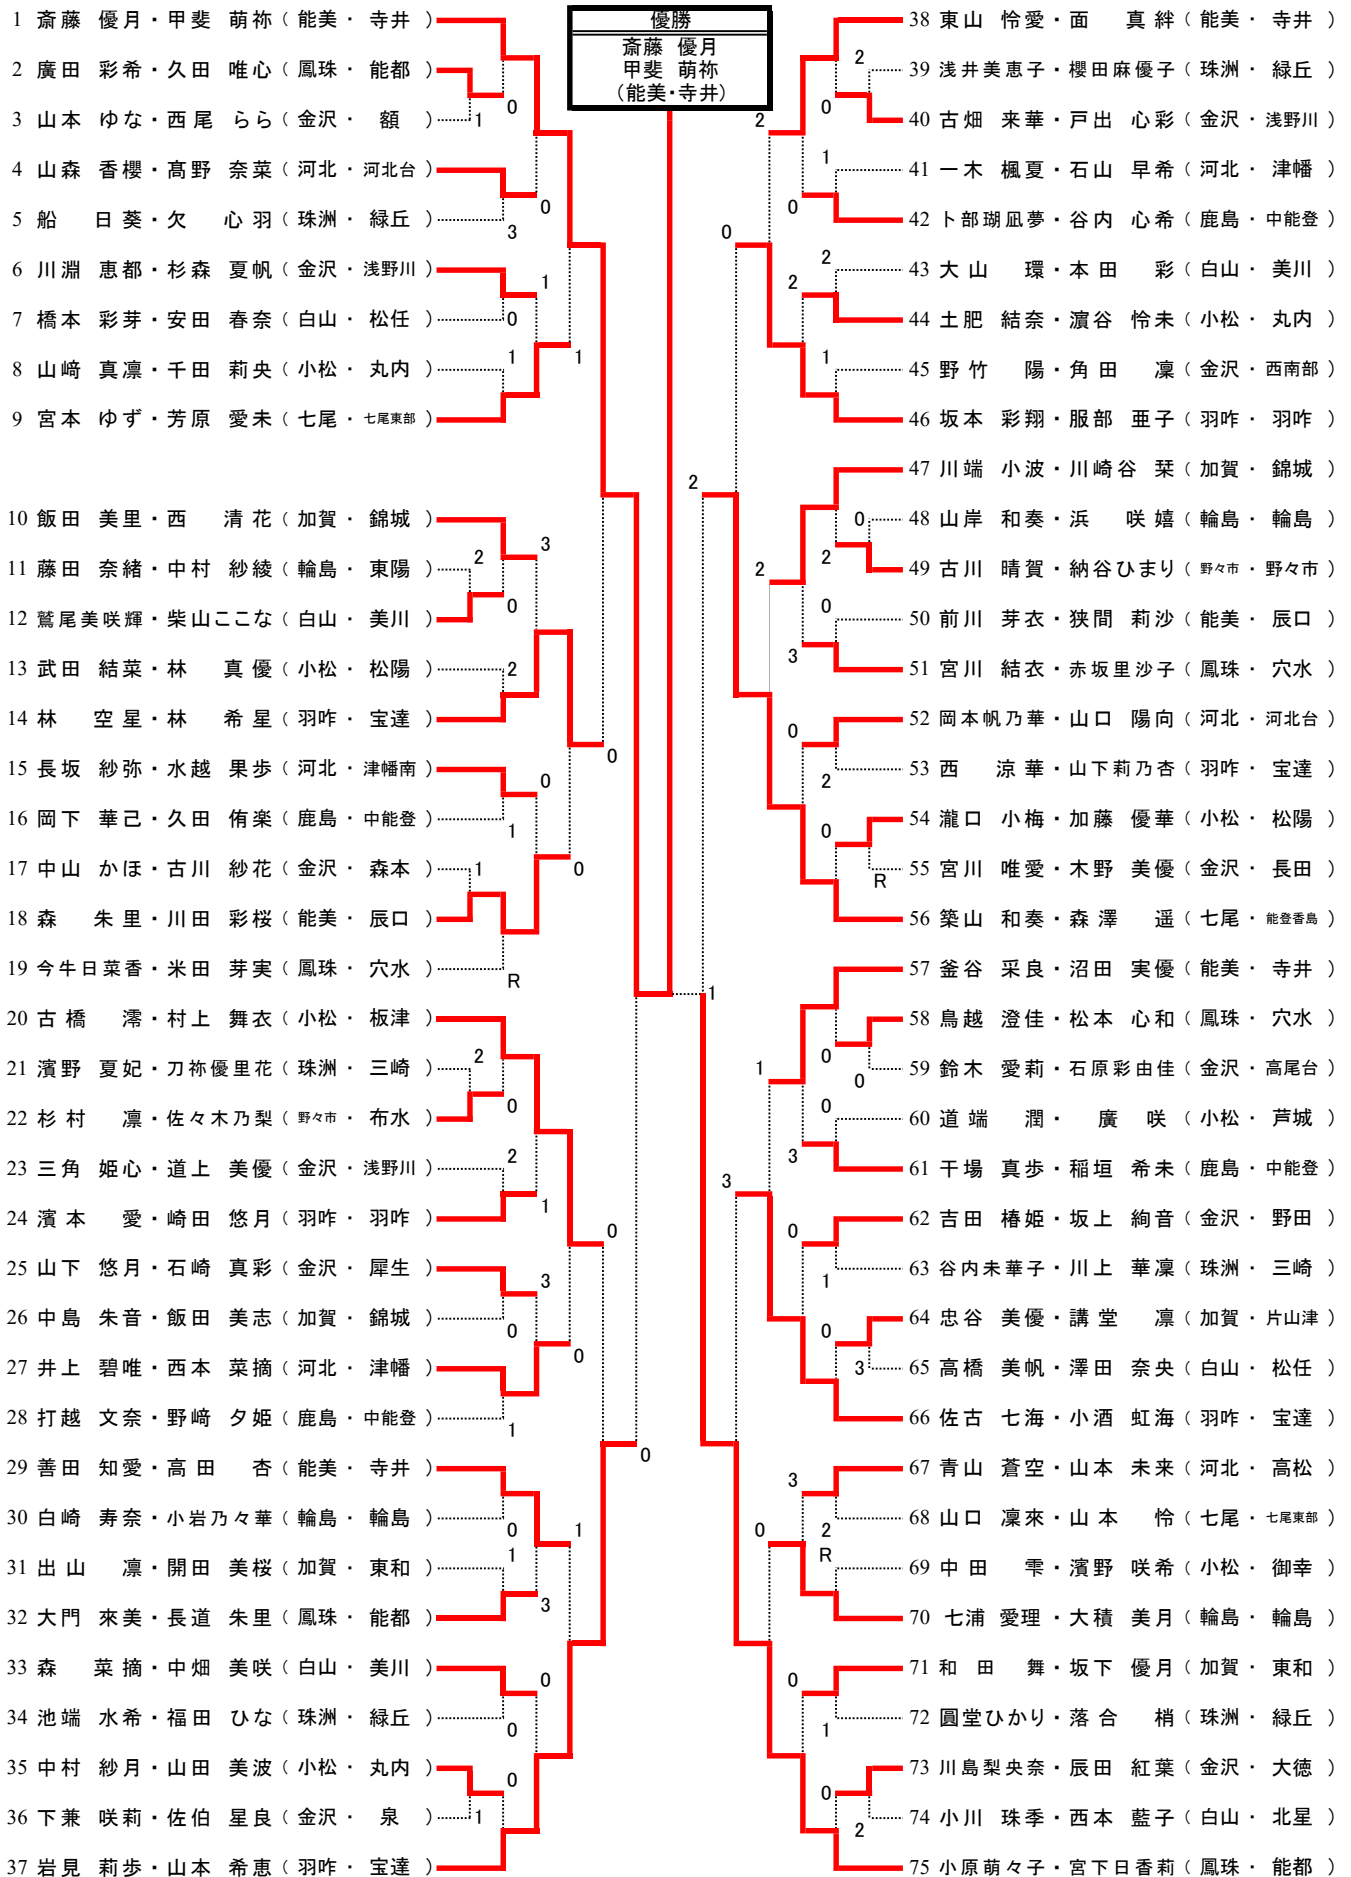 優勝
斎藤 優月
甲斐 萌祢
(能美・寺井)
1 斎藤 優月・甲斐 萌祢 ( 能美 ・ 寺井 )
2 廣田 彩希・久田 唯心 ( 鳳珠 ・ 能都 )
3 山本 ゆな・西尾 らら ( 金沢 ・ 額 )
4 山森 香櫻・髙野 奈菜 ( 河北 ・ 河北台 )
5 船 日葵・欠 心羽 ( 珠洲 ・ 緑丘 )
6 川淵 恵都・杉森 夏帆 ( 金沢 ・ 浅野川 )
7 橋本 彩芽・安田 春奈 ( 白山 ・ 松任 )
8 山﨑 真凛・千田 莉央 ( 小松 ・ 丸内 )
9 宮本 ゆず・芳原 愛未 ( 七尾 ・ 七尾東部 )
10 飯田 美里・西 清花 ( 加賀 ・ 錦城 )
11 藤田 奈緒・中村 紗綾 ( 輪島 ・ 東陽 )
12 鷲尾美咲輝・柴山ここな ( 白山 ・ 美川 )
13 武田 結菜・林 真優 ( 小松 ・ 松陽 )
14 林 空星・林 希星 ( 羽咋 ・ 宝達 )
15 長坂 紗弥・水越 果歩 ( 河北 ・ 津幡南 )
16 岡下 華己・久田 侑楽 ( 鹿島 ・ 中能登 )
17 中山 かほ・古川 紗花 ( 金沢 ・ 森本 )
18 森 朱里・川田 彩桜 ( 能美 ・ 辰口 )
19 今牛日菜香・米田 芽実 ( 鳳珠 ・ 穴水 )
20 古橋 澪・村上 舞衣 ( 小松 ・ 板津 )
21 濱野 夏妃・刀祢優里花 ( 珠洲 ・ 三崎 )
22 杉村 凛・佐々木乃梨 ( 野々市 ・ 布水 )
23 三角 姫心・道上 美優 ( 金沢 ・ 浅野川 )
24 濱本 愛・崎田 悠月 ( 羽咋 ・ 羽咋 )
25 山下 悠月・石崎 真彩 ( 金沢 ・ 犀生 )
26 中島 朱音・飯田 美志 ( 加賀 ・ 錦城 )
27 井上 碧唯・西本 菜摘 ( 河北 ・ 津幡 )
28 打越 文奈・野﨑 夕姫 ( 鹿島 ・ 中能登 )
29 善田 知愛・高田 杏 ( 能美 ・ 寺井 )
30 白崎 寿奈・小岩乃々華 ( 輪島 ・ 輪島 )
31 出山 凛・開田 美桜 ( 加賀 ・ 東和 )
32 大門 來美・長道 朱里 ( 鳳珠 ・ 能都 )
33 森 菜摘・中畑 美咲 ( 白山 ・ 美川 )
34 池端 水希・福田 ひな ( 珠洲 ・ 緑丘 )
35 中村 紗月・山田 美波 ( 小松 ・ 丸内 )
36 下兼 咲莉・佐伯 星良 ( 金沢 ・ 泉 )
37 岩見 莉歩・山本 希恵 ( 羽咋 ・ 宝達 )
38 東山 怜愛・面 真絆 ( 能美 ・ 寺井 )
39 浅井美恵子・櫻田麻優子 ( 珠洲 ・ 緑丘 )
40 古畑 来華・戸出 心彩 ( 金沢 ・ 浅野川 )
41 一木 楓夏・石山 早希 ( 河北 ・ 津幡 )
42 卜部瑚凪夢・谷内 心希 ( 鹿島 ・ 中能登 )
43 大山 環・本田 彩 ( 白山 ・ 美川 )
44 土肥 結奈・濵谷 怜未 ( 小松 ・ 丸内 )
45 野竹 陽・角田 凜 ( 金沢 ・ 西南部 )
46 坂本 彩翔・服部 亜子 ( 羽咋 ・ 羽咋 )
47 川端 小波・川崎谷 栞 ( 加賀 ・ 錦城 )
48 山岸 和奏・浜 咲嬉 ( 輪島 ・ 輪島 )
49 古川 晴賀・納谷ひまり ( 野々市 ・ 野々市 )
50 前川 芽衣・狭間 莉沙 ( 能美 ・ 辰口 )
51 宮川 結衣・赤坂里沙子 ( 鳳珠 ・ 穴水 )
52 岡本帆乃華・山口 陽向 ( 河北 ・ 河北台 )
53 西 涼華・山下莉乃杏 ( 羽咋 ・ 宝達 )
54 瀧口 小梅・加藤 優華 ( 小松 ・ 松陽 )
55 宮川 唯愛・木野 美優 ( 金沢 ・ 長田 )
56 築山 和奏・森澤 遥 ( 七尾 ・ 能登香島 )
57 釜谷 采良・沼田 実優 ( 能美 ・ 寺井 )
58 鳥越 澄佳・松本 心和 ( 鳳珠 ・ 穴水 )
59 鈴木 愛莉・石原彩由佳 ( 金沢 ・ 高尾台 )
60 道端 潤・廣 咲 ( 小松 ・ 芦城 )
61 干場 真歩・稲垣 希未 ( 鹿島 ・ 中能登 )
62 吉田 椿姫・坂上 絢音 ( 金沢 ・ 野田 )
63 谷内未華子・川上 華凜 ( 珠洲 ・ 三崎 )
64 忠谷 美優・講堂 凛 ( 加賀 ・ 片山津 )
65 高橋 美帆・澤田 奈央 ( 白山 ・ 松任 )
66 佐古 七海・小酒 虹海 ( 羽咋 ・ 宝達 )
67 青山 蒼空・山本 未来 ( 河北 ・ 高松 )
68 山口 凜來・山本 怜 ( 七尾 ・ 七尾東部 )
69 中田 雫・濱野 咲希 ( 小松 ・ 御幸 )
70 七浦 愛理・大積 美月 ( 輪島 ・ 輪島 )
71 和田 舞・坂下 優月 ( 加賀 ・ 東和 )
72 圓堂ひかり・落合 梢 ( 珠洲 ・ 緑丘 )
73 川島梨央奈・辰田 紅葉 ( 金沢 ・ 大徳 )
74 小川 珠季・西本 藍子 ( 白山 ・ 北星 )
75 小原萌々子・宮下日香莉 ( 鳳珠 ・ 能都 )